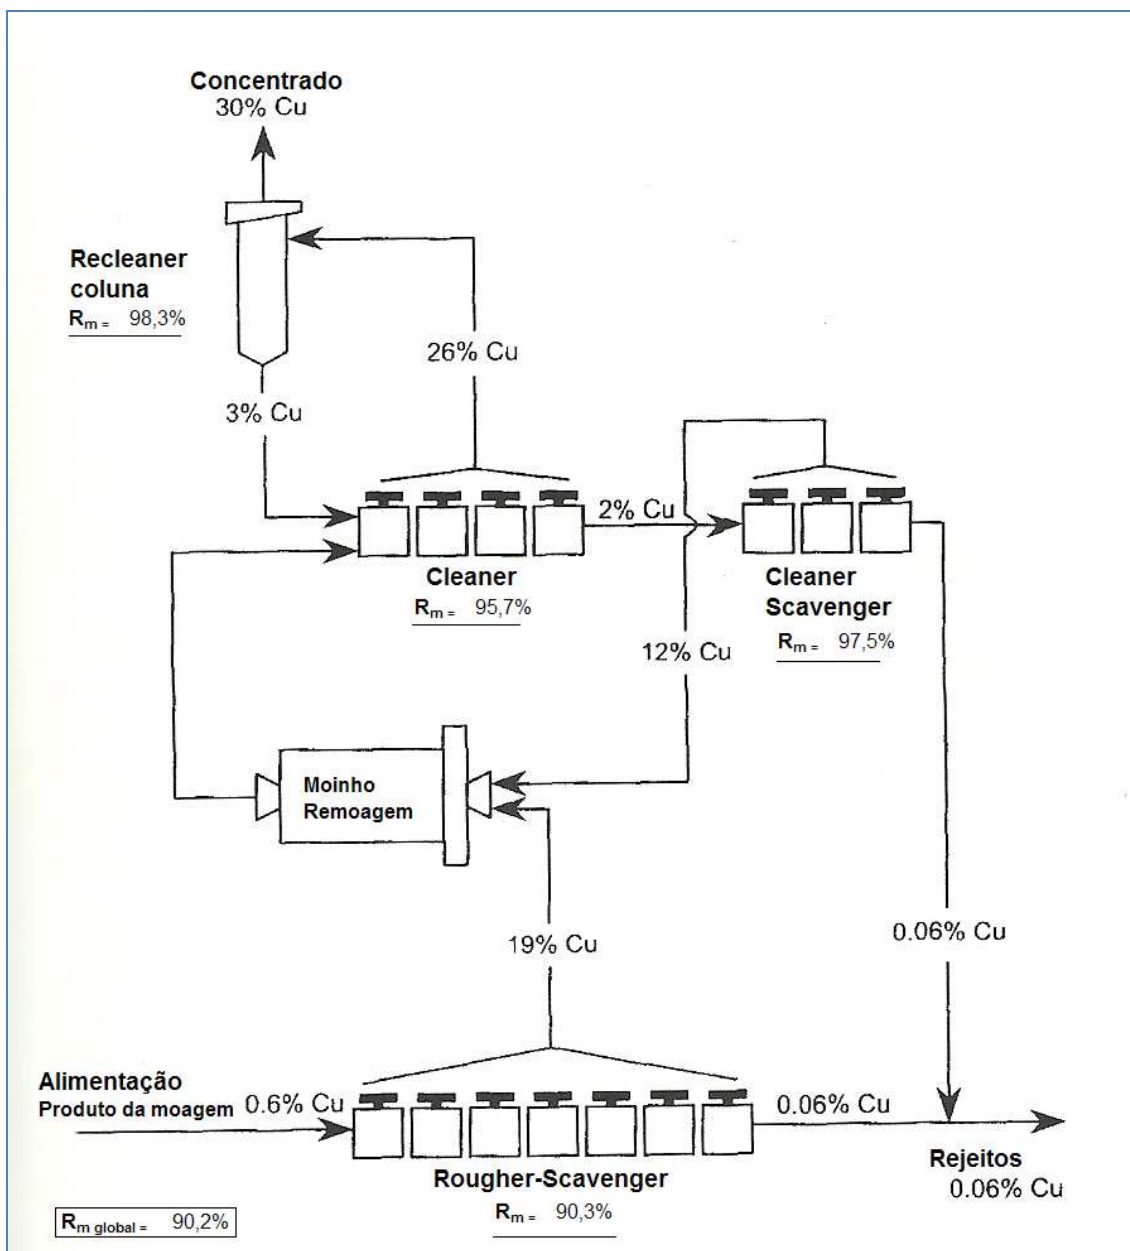 Concentrado
30% Cu
Recleaner
coluna
Rm = 98,3%
26% Cu
3% Cu
2% Cu
Cleaner
Rm = 95,7%
Cleaner
Scavenger
Rm = 97,5%
12% Cu
Moinho
Remoagem
19% Cu
0.06% Cu
Alimentação
Produto da moagem 0.6% Cu
0.06% Cu
Rougher-Scavenger
Rm = 90,3%
Rejeitos
0.06% Cu
Rm global = 90,2%